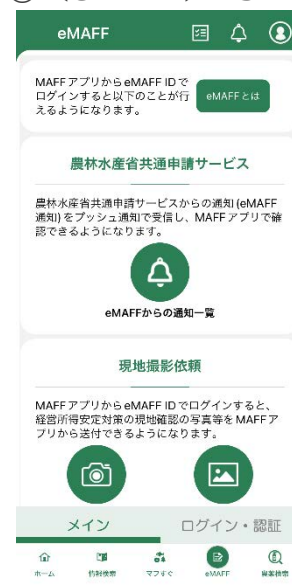 eMAFF
MAFFアプリからeMAFF IDで
ログインすると以下のことが行
えるようになります。
eMAFFとは
農林水産省共通申請サービス
農林水産省共通申請サービスからの通知(eMAFF
通知)をプッシュ通知で受信し、MAFFアプリで確
認できるようになります。
eMAFFからの通知一覧
現地撮影依頼
MAFFアプリからeMAFF IDでログインすると、
経営所得安定対策の現地確認の写真等をMAFFア
プリから送付できるようになります。
メイン
ログイン・認証
ホーム
情報検索
マフすぐ
eMAFF